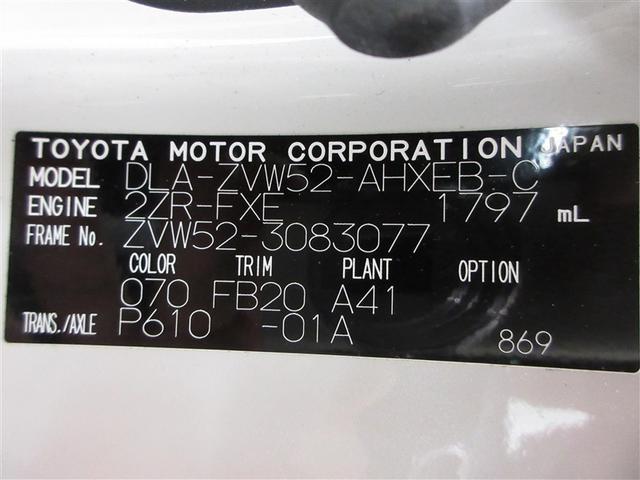 TOYOTA MOTOR CORPORATION JAPAN
MODEL DLA-ZVW52-AHXEB-C
ENGINE 2ZR-FXE 1797 mL
FRAME No. ZVW52-3083077
COLOR TRIM PLANT OPTION
070 FB20 A41
TRANS./AXLE P610 -01A
869